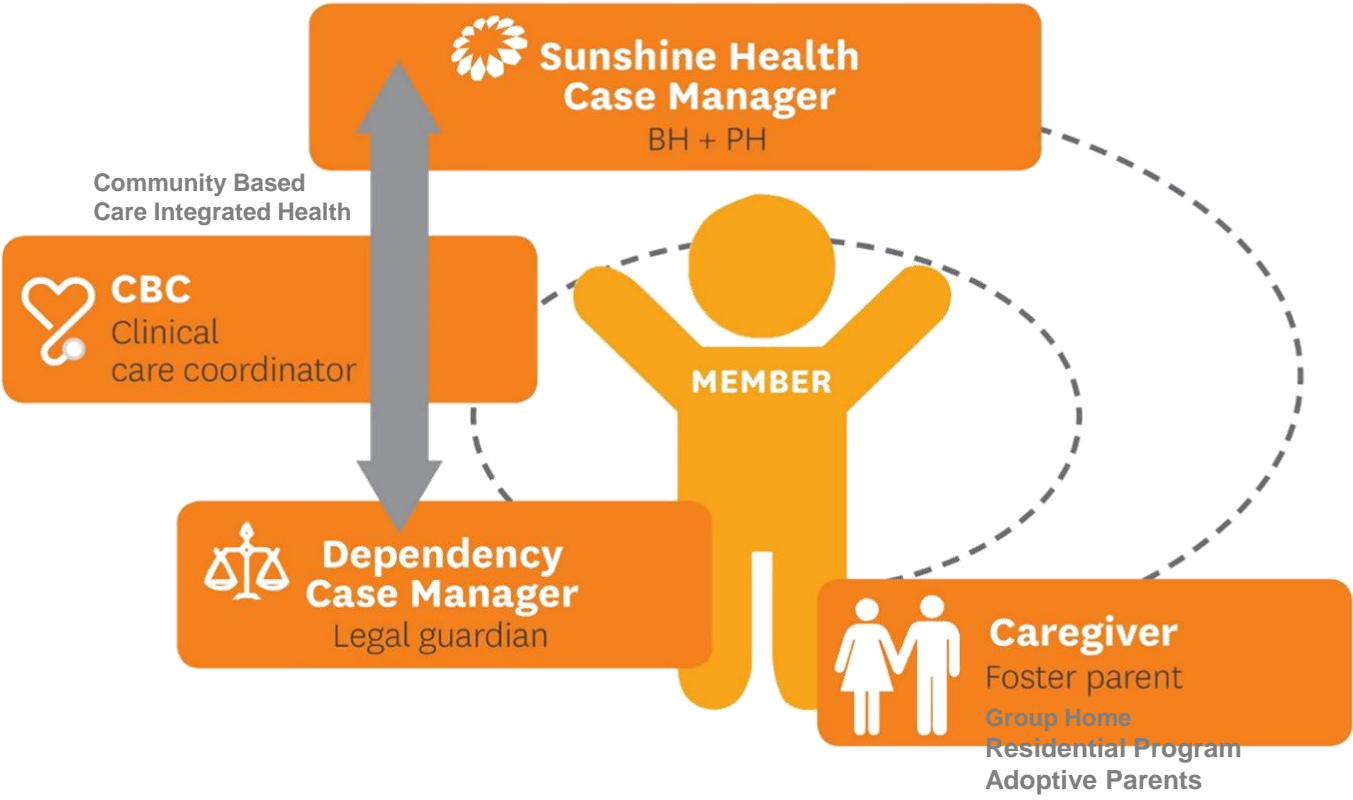 Sunshine Health
Case Manager
BH + PH
Community Based
Care Integrated Health
CBC
Clinical
care coordinator
MEMBER
Dependency
Case Manager
Legal guardian
Caregiver
Foster parent
Group Home
Residential Program
Adoptive Parents